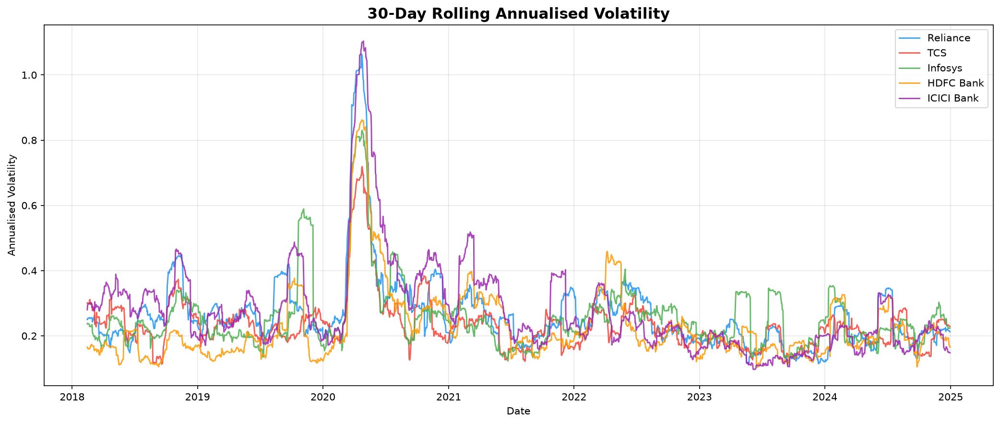 30-Day Rolling Annualised Volatility
Reliance
TCS
Infosys
HDFC Bank
ICICI Bank
Annualised Volatility
1.0
0.8
0.6
0.4
0.2
2018 2019 2020 2021 2022 2023 2024 2025
Date